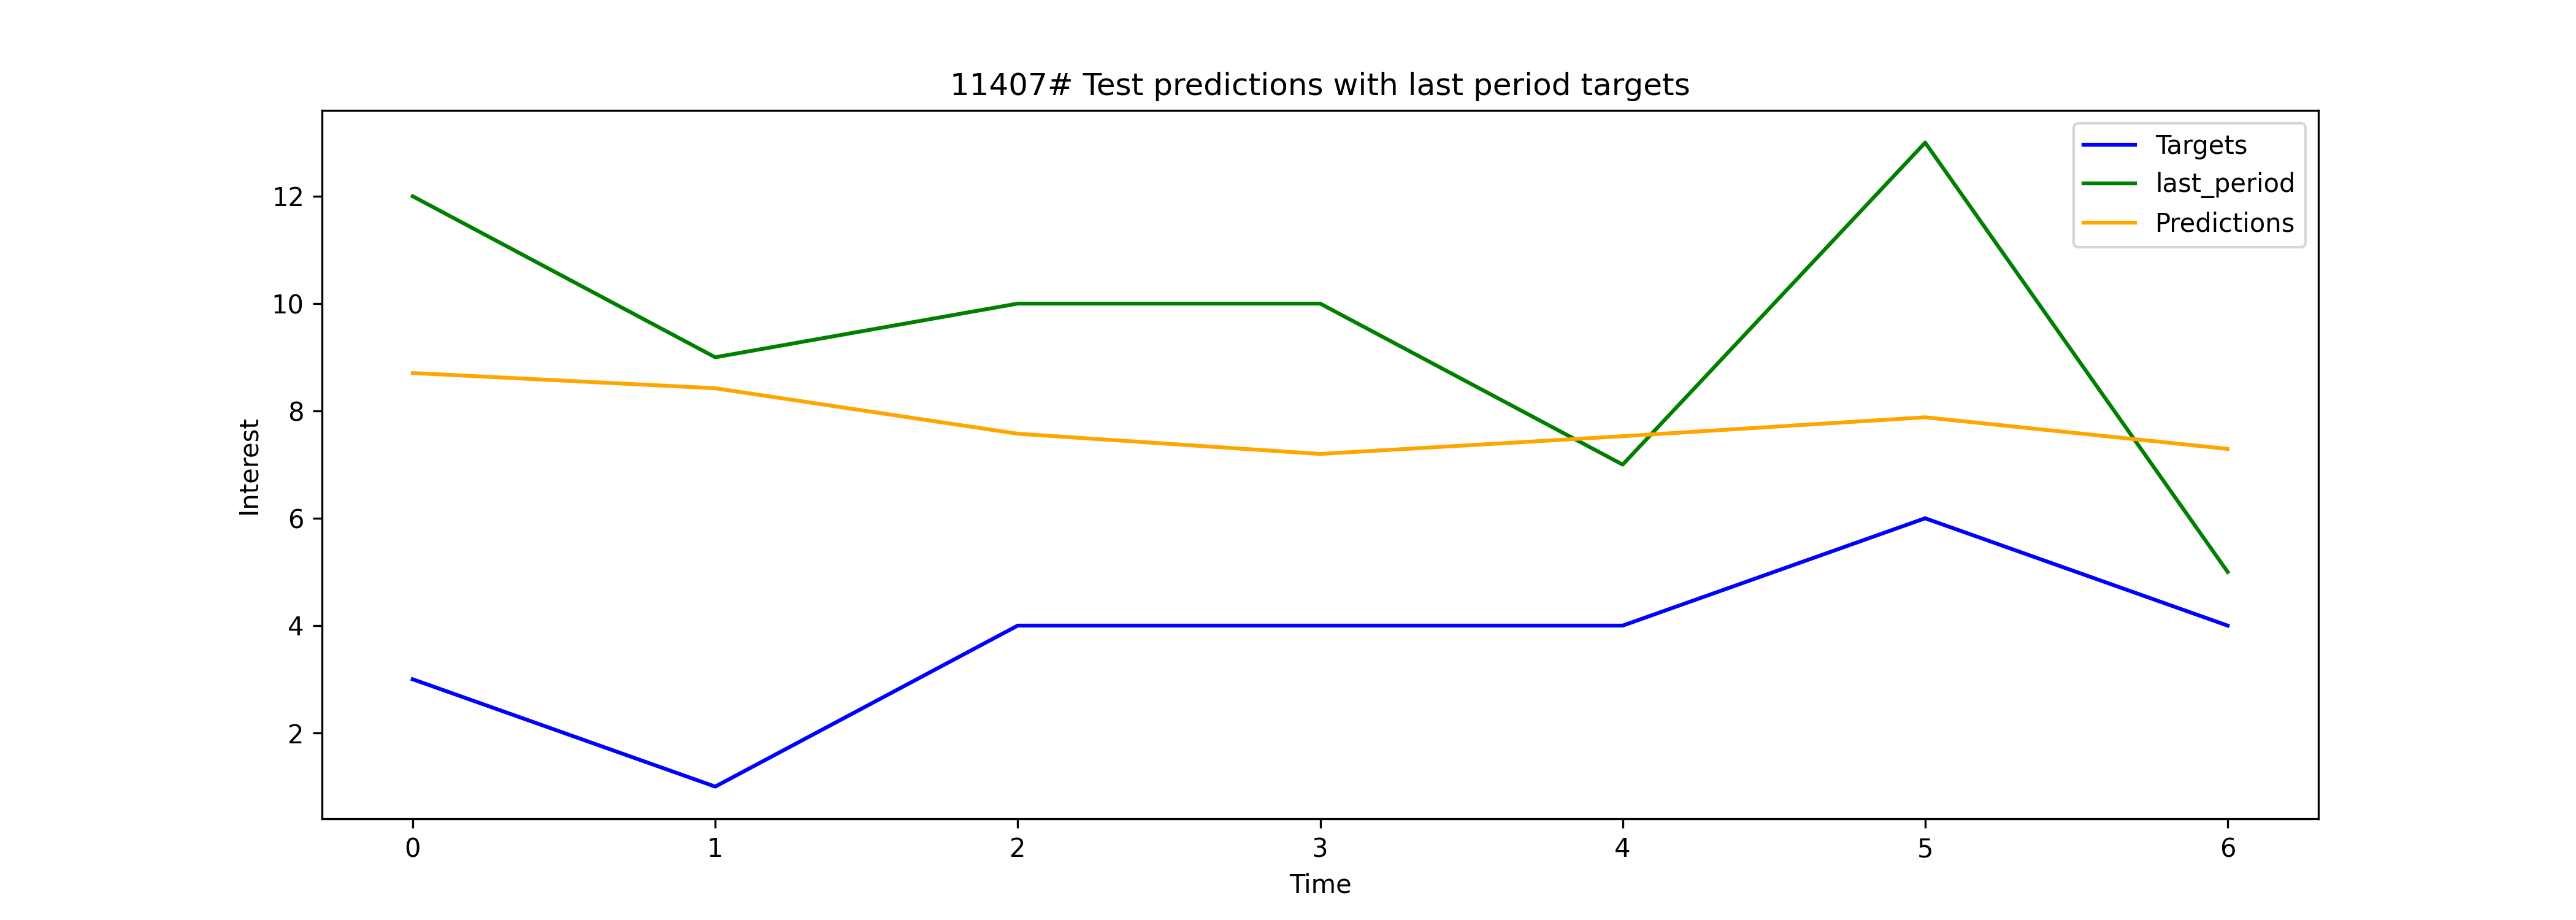 11407# Test predictions with last period targets
Targets
last_period
Predictions
12
10
8
6
4
2
Interest
0 1 2 3 4 5 6
Time